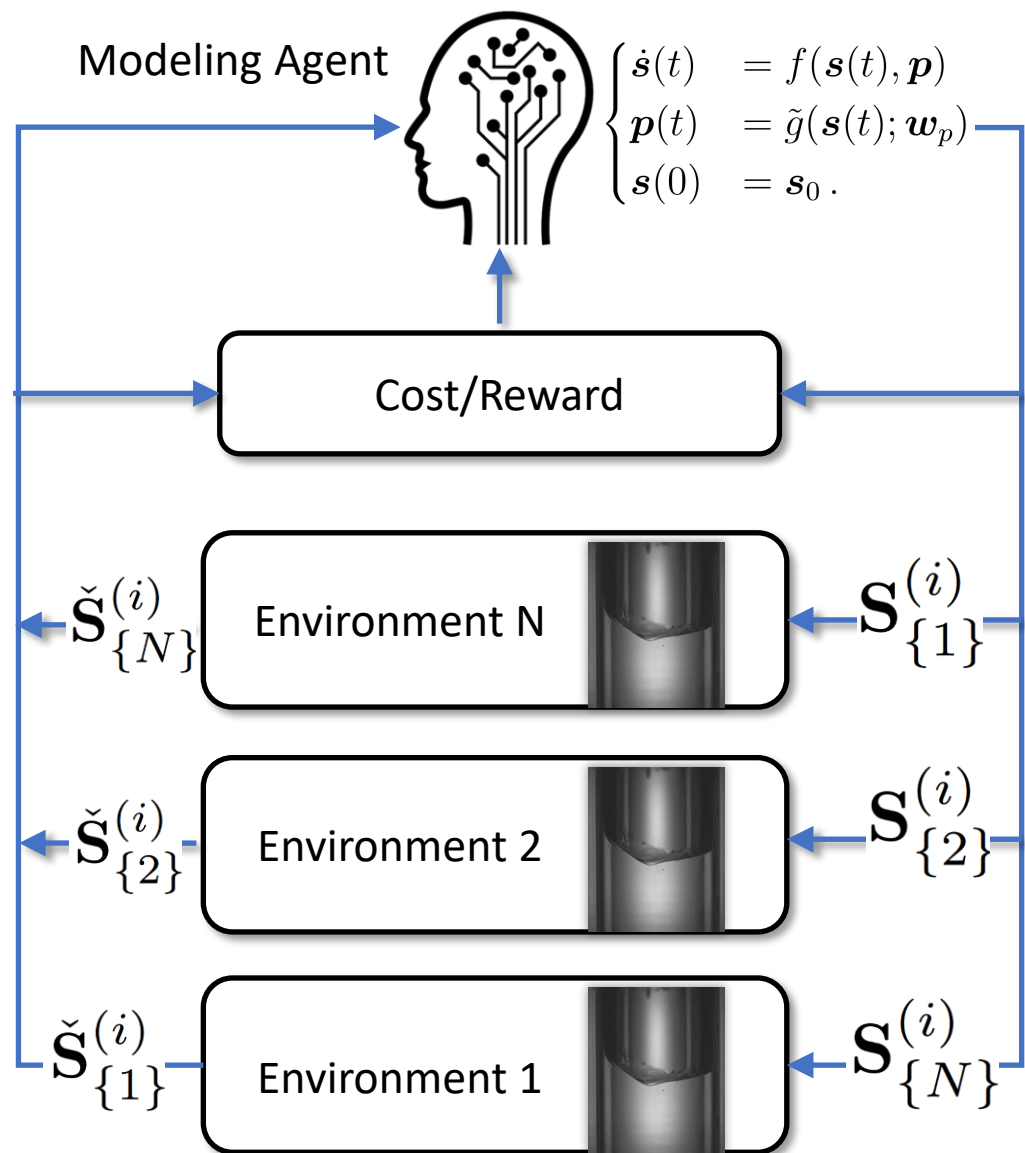 Modeling Agent
ṡ(t) = f(s(t), p)
p(t) = g̃(s(t); w_p)
s(0) = s_0 .
Cost/Reward
Š^{(i)}_{\{N\}} Environment N S^{(i)}_{\{1\}}
Š^{(i)}_{\{2\}} Environment 2 S^{(i)}_{\{2\}}
Š^{(i)}_{\{1\}} Environment 1 S^{(i)}_{\{N\}}